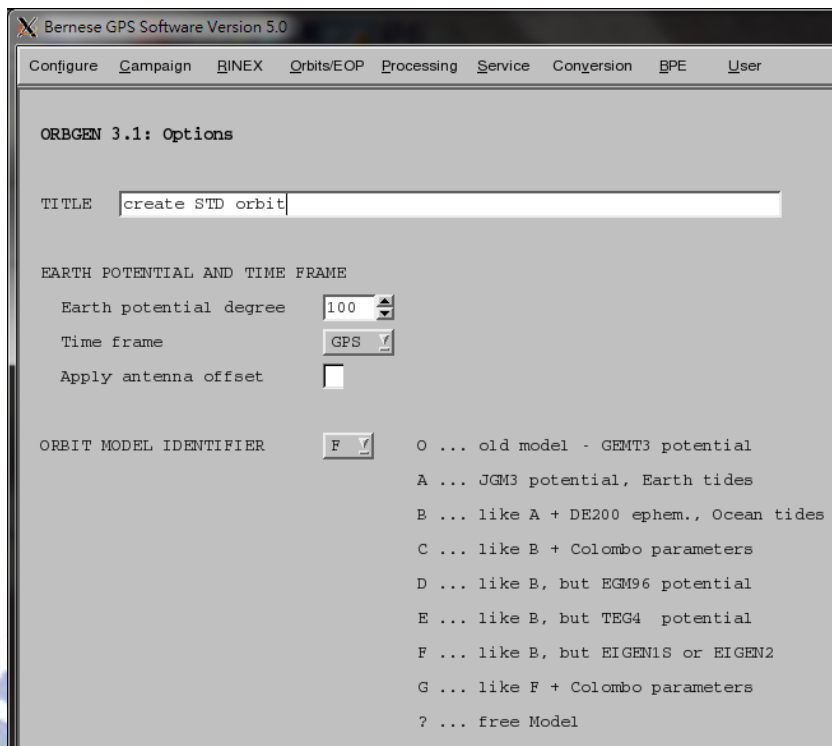 Bernese GPS Software Version 5.0
Configure Campaign RINEX Orbits/EOP Processing Service Conversion BPE User
ORBGEN 3.1: Options
TITLE create STD orbit
EARTH POTENTIAL AND TIME FRAME
Earth potential degree 100
Time frame GPS
Apply antenna offset
ORBIT MODEL IDENTIFIER F O ... old model - GEMT3 potential
A ... JGM3 potential, Earth tides
B ... like A + DE200 ephem., Ocean tides
C ... like B + Colombo parameters
D ... like B, but EGM96 potential
E ... like B, but TEG4 potential
F ... like B, but EIGEN1S or EIGEN2
G ... like F + Colombo parameters
? ... free Model